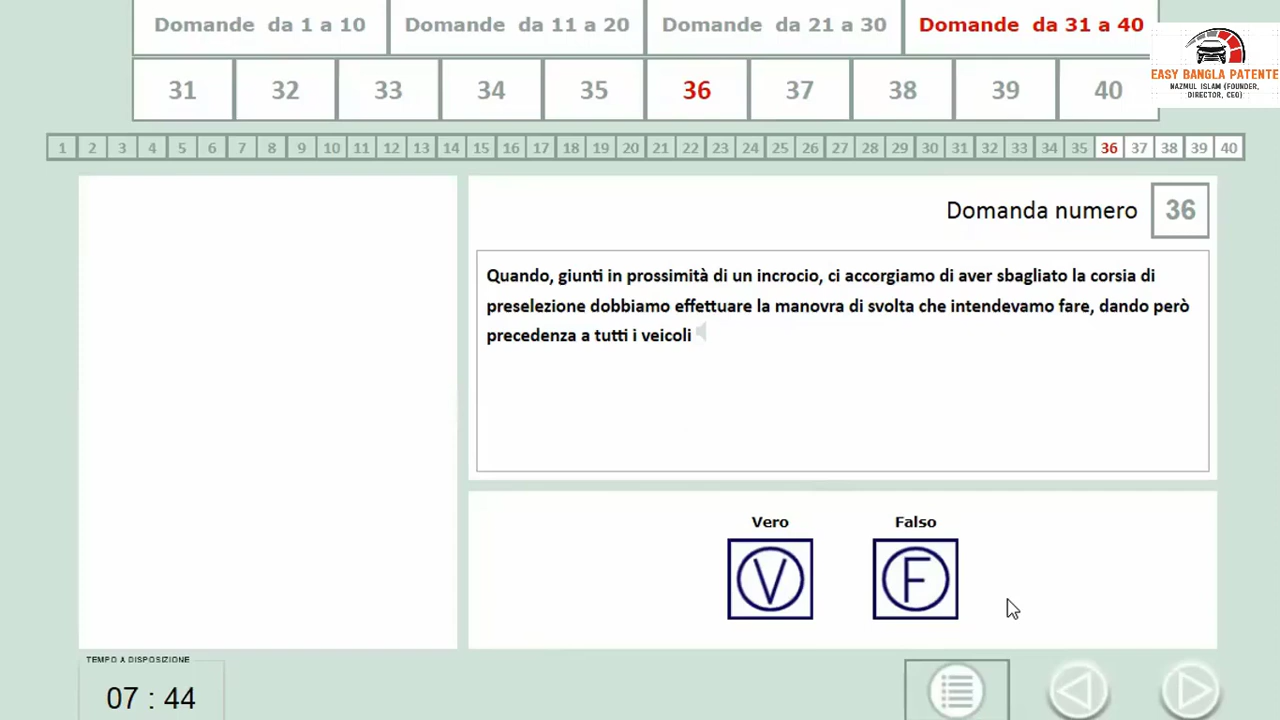 Domande da 1 a 10
Domande da 11 a 20
Domande da 21 a 30
Domande da 31 a 40
EASY BANGLA PATENTE
NAZMUL ISLAM (FOUNDER,
DIRECTOR, CEO)
31 32 33 34 35 36 37 38 39 40
1 2 3 4 5 6 7 8 9 10 11 12 13 14 15 16 17 18 19 20 21 22 23 24 25 26 27 28 29 30 31 32 33 34 35 36 37 38 39 40
Domanda numero 36
Quando, giunti in prossimità di un incrocio, ci accorgiamo di aver sbagliato la corsia di
preselezione dobbiamo effettuare la manovra di svolta che intendevamo fare, dando però
precedenza a tutti i veicoli
Vero Falso
V F
TEMPO A DISPOSIZIONE
07 : 44